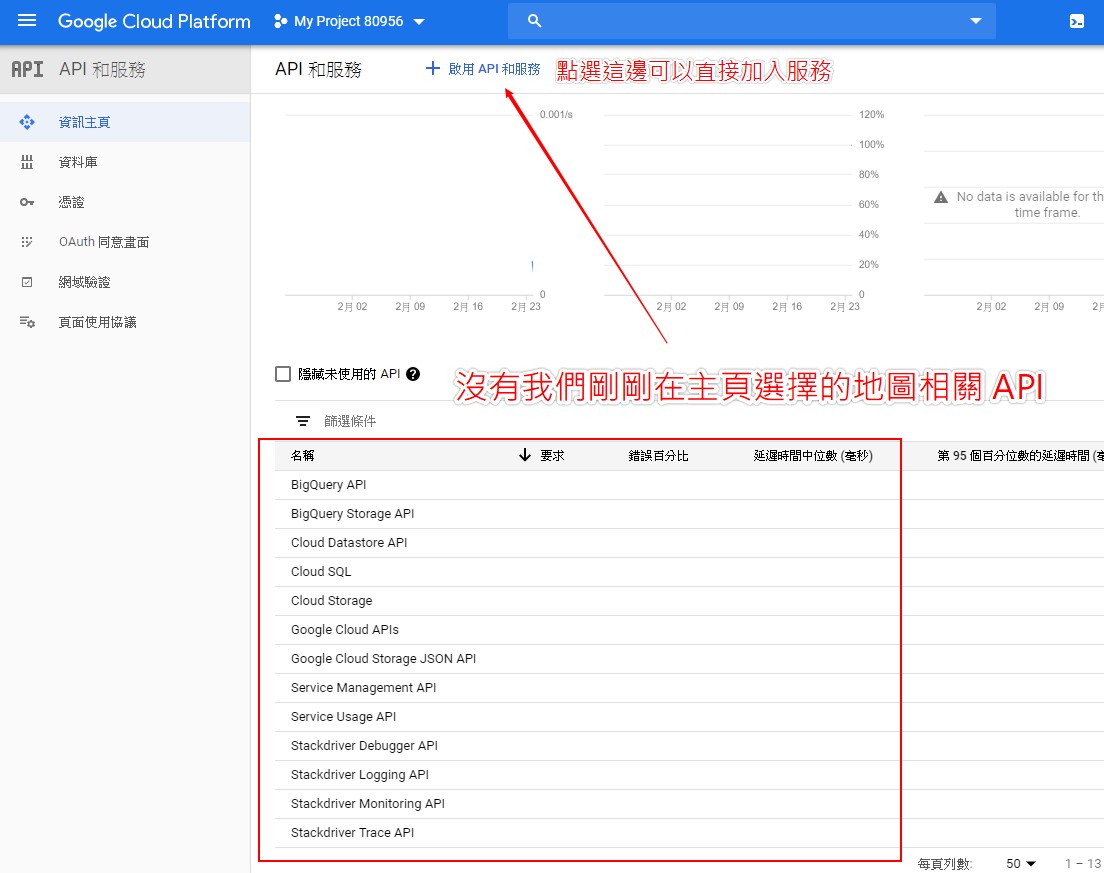 Google Cloud Platform My Project 80956
API API 和服務
資訊主頁
資料庫
憑證
OAuth 同意畫面
網域驗證
頁面使用協議
API 和服務 + 啟用 API 和服務 點選這邊可以直接加入服務
0.001/s
0
2月 02 2月 09 2月 16 2月 23
120%
100%
80%
60%
40%
20%
0
2月 02 2月 09 2月 16 2月 23
No data is available for th
time frame.
2月 02 2月 09 2月
隱藏未使用的 API
沒有我們剛剛在主頁選擇的地圖相關 API
篩選條件
名稱 要求 錯誤百分比 延遲時間中位數 (毫秒) 第 95 個百分位數的延遲時間 (毫
BigQuery API
BigQuery Storage API
Cloud Datastore API
Cloud SQL
Cloud Storage
Google Cloud APIs
Google Cloud Storage JSON API
Service Management API
Service Usage API
Stackdriver Debugger API
Stackdriver Logging API
Stackdriver Monitoring API
Stackdriver Trace API
每頁列數: 50 1 – 13